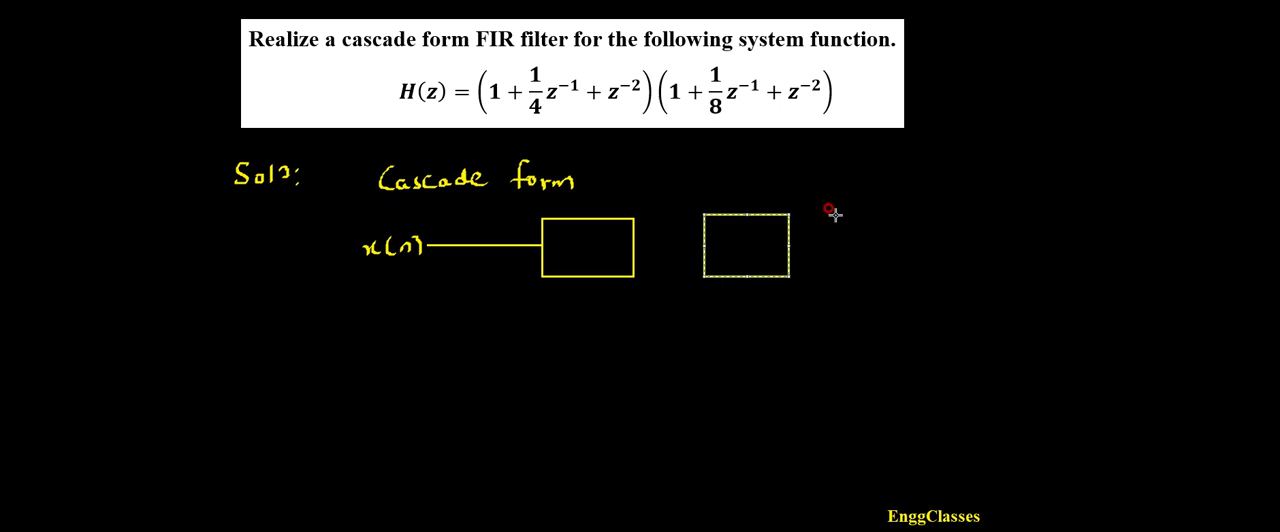 Realize a cascade form FIR filter for the following system function.
H(z) = (1 + 1/4 z⁻¹ + z⁻²)(1 + 1/8 z⁻¹ + z⁻²)
Solⁿ: Cascade form
x(n)
EnggClasses